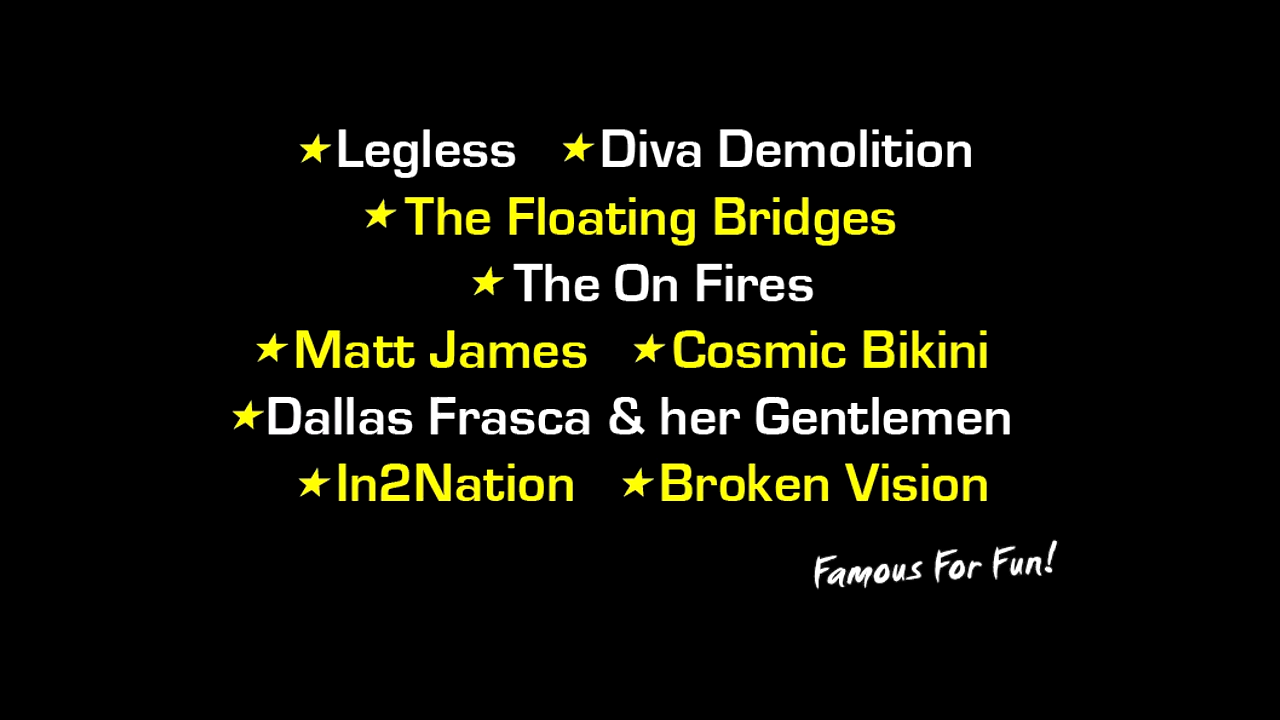 ★Legless ★Diva Demolition
★The Floating Bridges
★The On Fires
★Matt James ★Cosmic Bikini
★Dallas Frasca & her Gentlemen
★In2Nation ★Broken Vision
Famous For Fun!